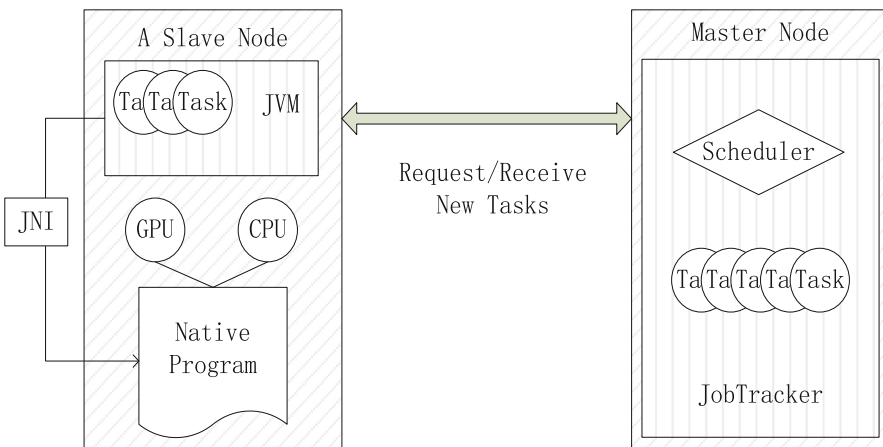 A Slave Node
Ta Ta Task
JVM
JNI
GPU
CPU
Native
Program
Request/Receive
New Tasks
Master Node
Scheduler
Ta Ta Ta Ta Task
JobTracker